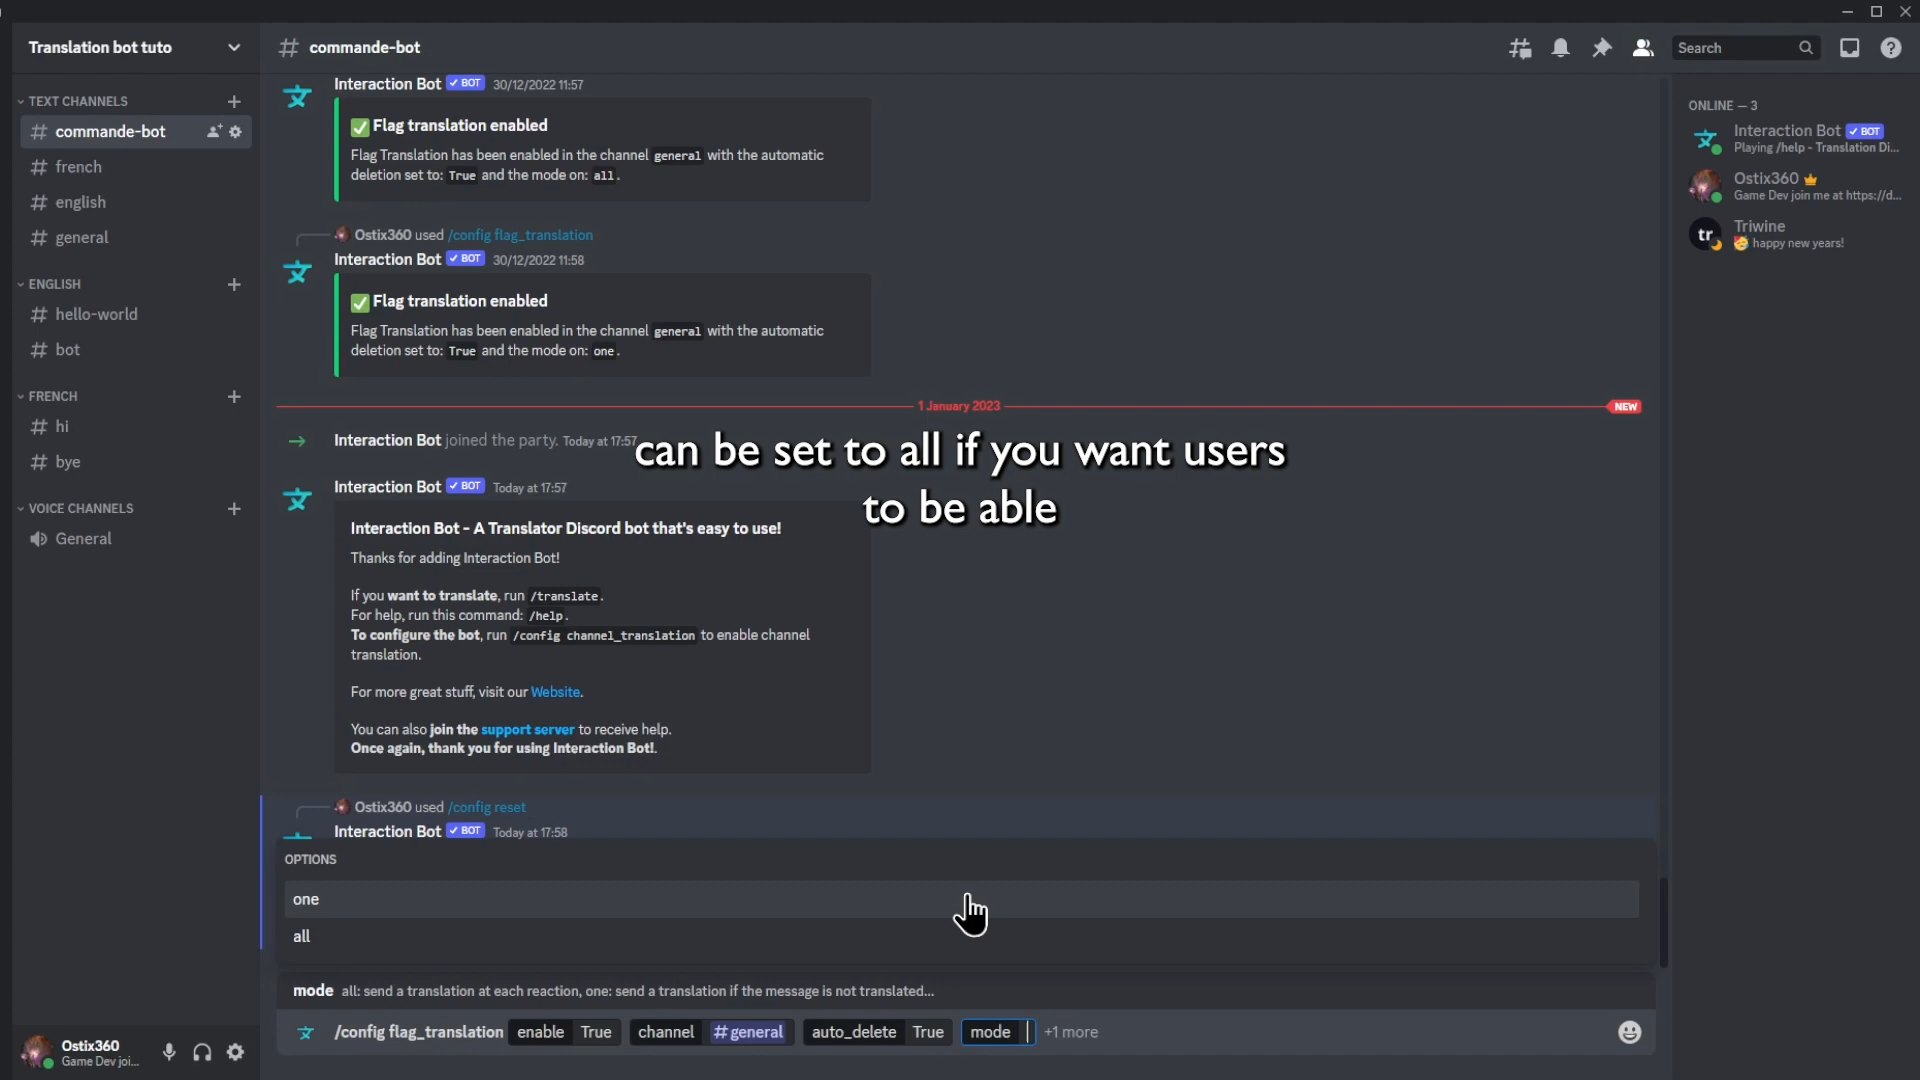 Translation bot tuto
TEXT CHANNELS
commande-bot
french
english
general
ENGLISH
hello-world
bot
FRENCH
hi
bye
VOICE CHANNELS
General
Ostix360
Game Dev joi...
commande-bot
Search
Interaction Bot ✓ BOT 30/12/2022 11:57
✅ Flag translation enabled
Flag Translation has been enabled in the channel general with the automatic
deletion set to: True and the mode on: all.
Ostix360 used /config flag_translation
Interaction Bot ✓ BOT 30/12/2022 11:58
✅ Flag translation enabled
Flag Translation has been enabled in the channel general with the automatic
deletion set to: True and the mode on: one.
1 January 2023 NEW
Interaction Bot joined the party. Today at 17:57
can be set to all if you want users
to be able
Interaction Bot ✓ BOT Today at 17:57
Interaction Bot - A Translator Discord bot that's easy to use!
Thanks for adding Interaction Bot!
If you want to translate, run /translate.
For help, run this command: /help.
To configure the bot, run /config channel_translation to enable channel
translation.
For more great stuff, visit our Website.
You can also join the support server to receive help.
Once again, thank you for using Interaction Bot!.
Ostix360 used /config reset
Interaction Bot ✓ BOT Today at 17:58
OPTIONS
one
all
mode all: send a translation at each reaction, one: send a translation if the message is not translated...
/config flag_translation enable True channel #general auto_delete True mode +1 more
ONLINE — 3
Interaction Bot ✓ BOT
Playing /help - Translation Di...
Ostix360
Game Dev join me at https://d...
tr
Triwine
happy new years!